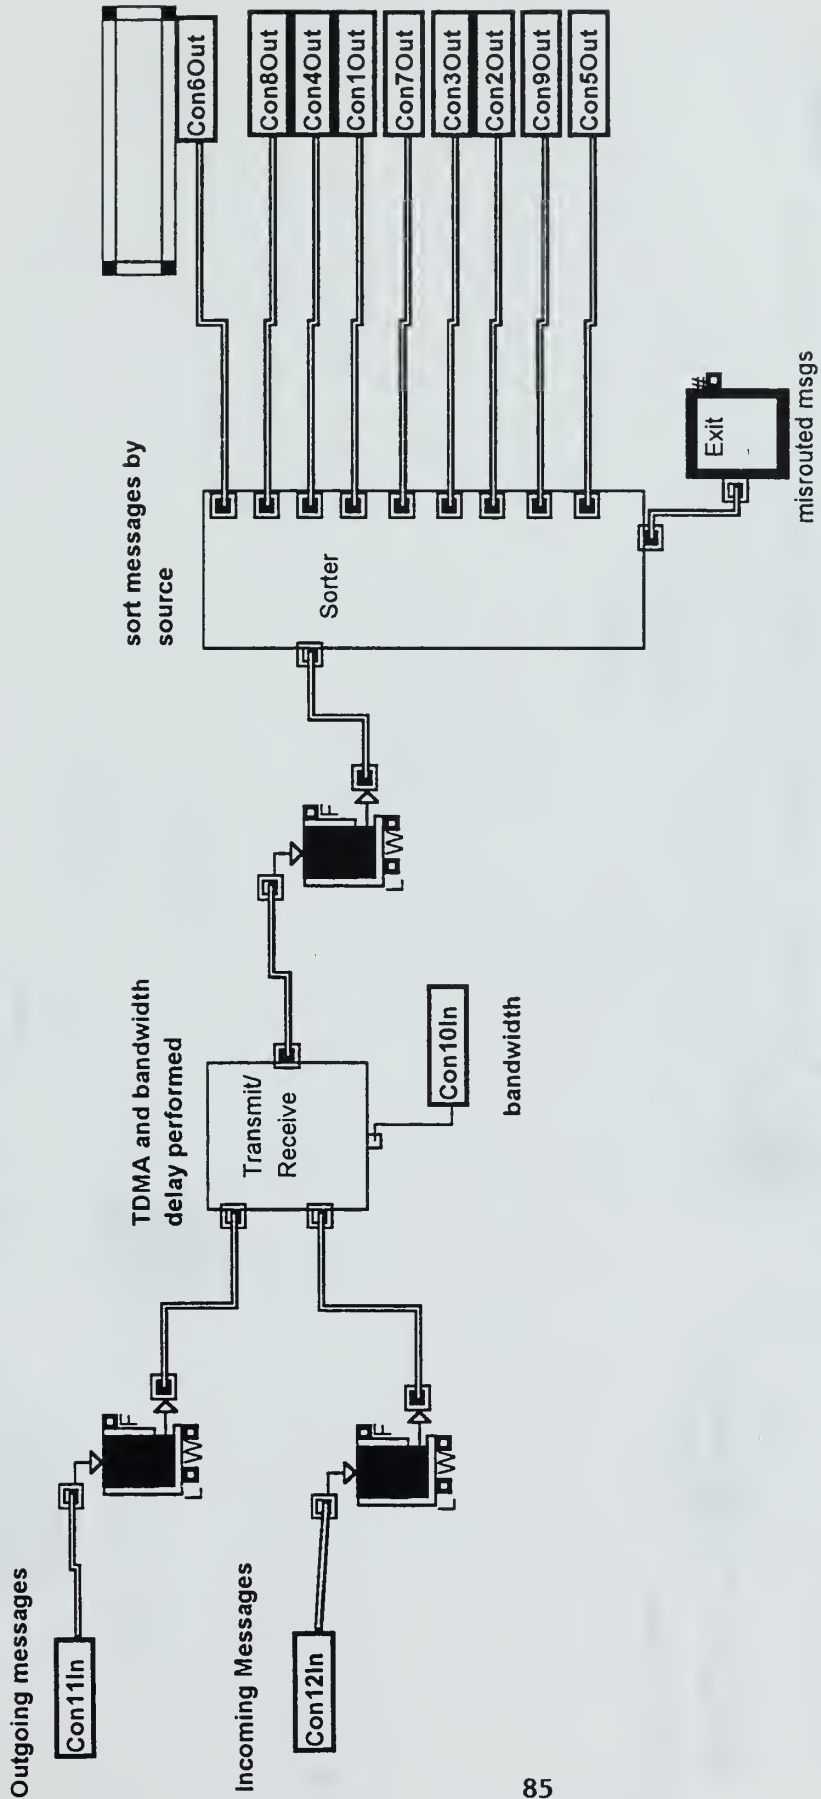 Outgoing messages
Con11In
L W F
Incoming Messages
Con12In
L W F
TDMA and bandwidth
delay performed
Transmit/
Receive
Con10In
bandwidth
L W F
sort messages by
source
Sorter
Con6Out
Con8Out
Con4Out
Con1Out
Con7Out
Con3Out
Con2Out
Con9Out
Con5Out
Exit
#
misrouted msgs
85